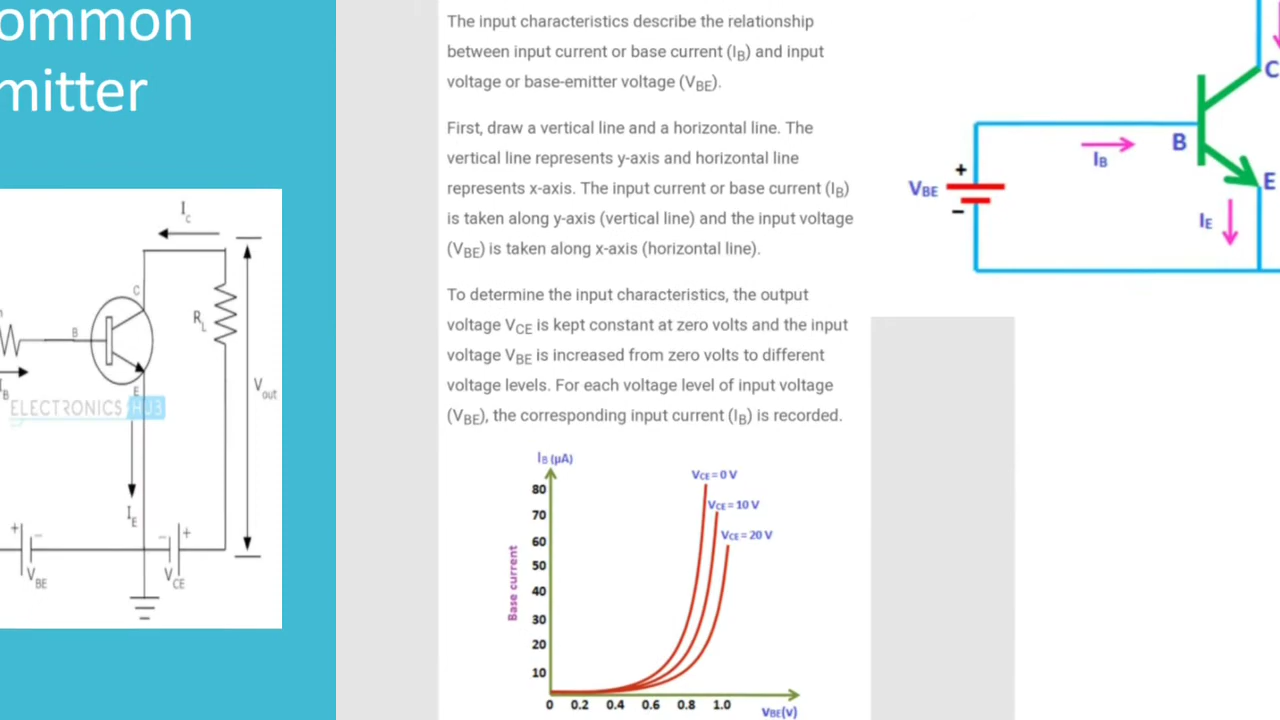 ommon
mitter
I c
C
R L
B
I B
E
ELECTRONICS HUB
V out
I E
+
V BE
+
V CE
The input characteristics describe the relationship
between input current or base current (IB) and input
voltage or base-emitter voltage (VBE).
First, draw a vertical line and a horizontal line. The
vertical line represents y-axis and horizontal line
represents x-axis. The input current or base current (IB)
is taken along y-axis (vertical line) and the input voltage
(VBE) is taken along x-axis (horizontal line).
To determine the input characteristics, the output
voltage VCE is kept constant at zero volts and the input
voltage VBE is increased from zero volts to different
voltage levels. For each voltage level of input voltage
(VBE), the corresponding input current (IB) is recorded.
IB (μA)
VCE = 0 V
VCE = 10 V
VCE = 20 V
80
70
60
50
40
30
20
10
Base current
0 0.2 0.4 0.6 0.8 1.0
VBE(v)
C
B
IB
+
VBE
−
E
IE